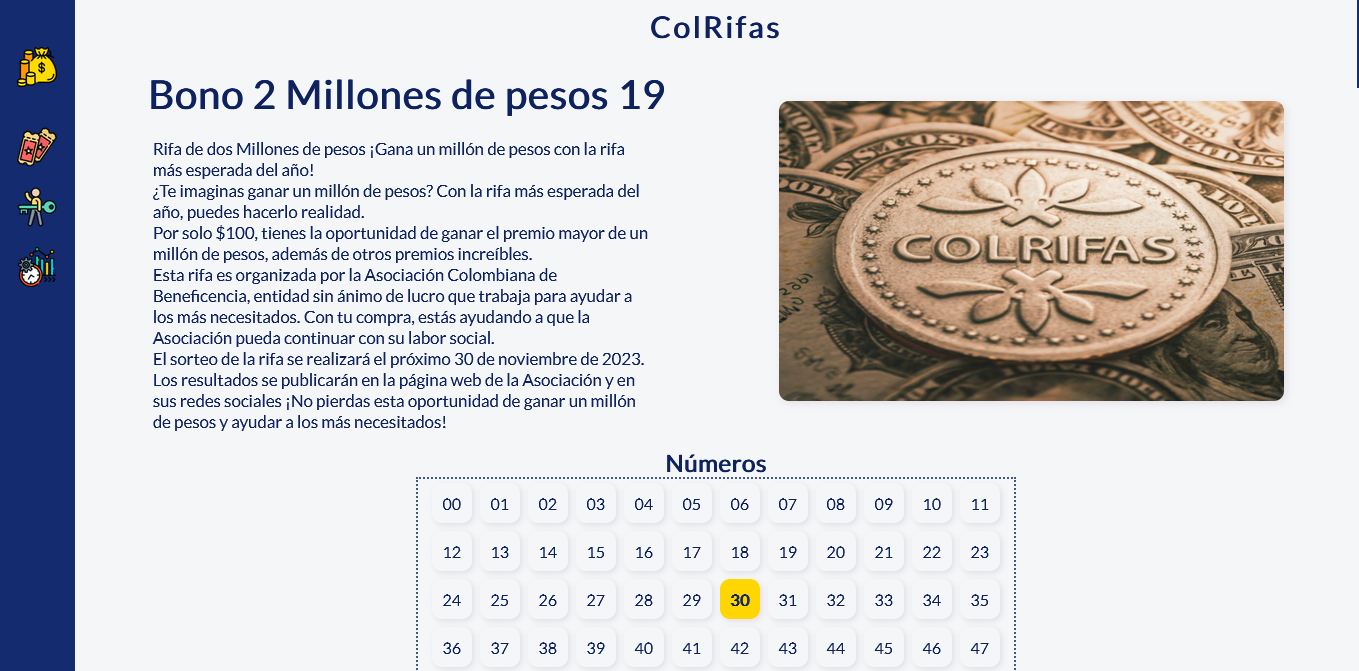 ColRifas
Bono 2 Millones de pesos 19
Rifa de dos Millones de pesos ¡Gana un millón de pesos con la rifa
más esperada del año!
¿Te imaginas ganar un millón de pesos? Con la rifa más esperada del
año, puedes hacerlo realidad.
Por solo $100, tienes la oportunidad de ganar el premio mayor de un
millón de pesos, además de otros premios increíbles.
Esta rifa es organizada por la Asociación Colombiana de
Beneficencia, entidad sin ánimo de lucro que trabaja para ayudar a
los más necesitados. Con tu compra, estás ayudando a que la
Asociación pueda continuar con su labor social.
El sorteo de la rifa se realizará el próximo 30 de noviembre de 2023.
Los resultados se publicarán en la página web de la Asociación y en
sus redes sociales ¡No pierdas esta oportunidad de ganar un millón
de pesos y ayudar a los más necesitados!
COLRIFAS
Números
00 01 02 03 04 05 06 07 08 09 10 11
12 13 14 15 16 17 18 19 20 21 22 23
24 25 26 27 28 29 30 31 32 33 34 35
36 37 38 39 40 41 42 43 44 45 46 47